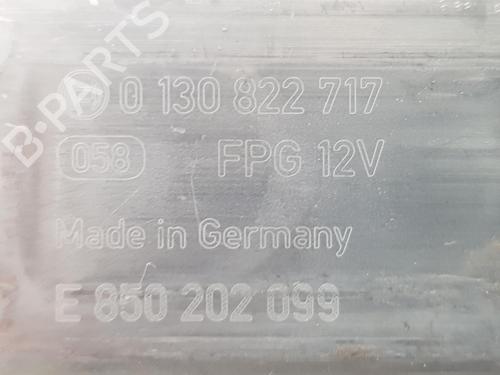 B-PARTS
0 130 822 717
058 FPG 12V
Made in Germany
E 850 202 099